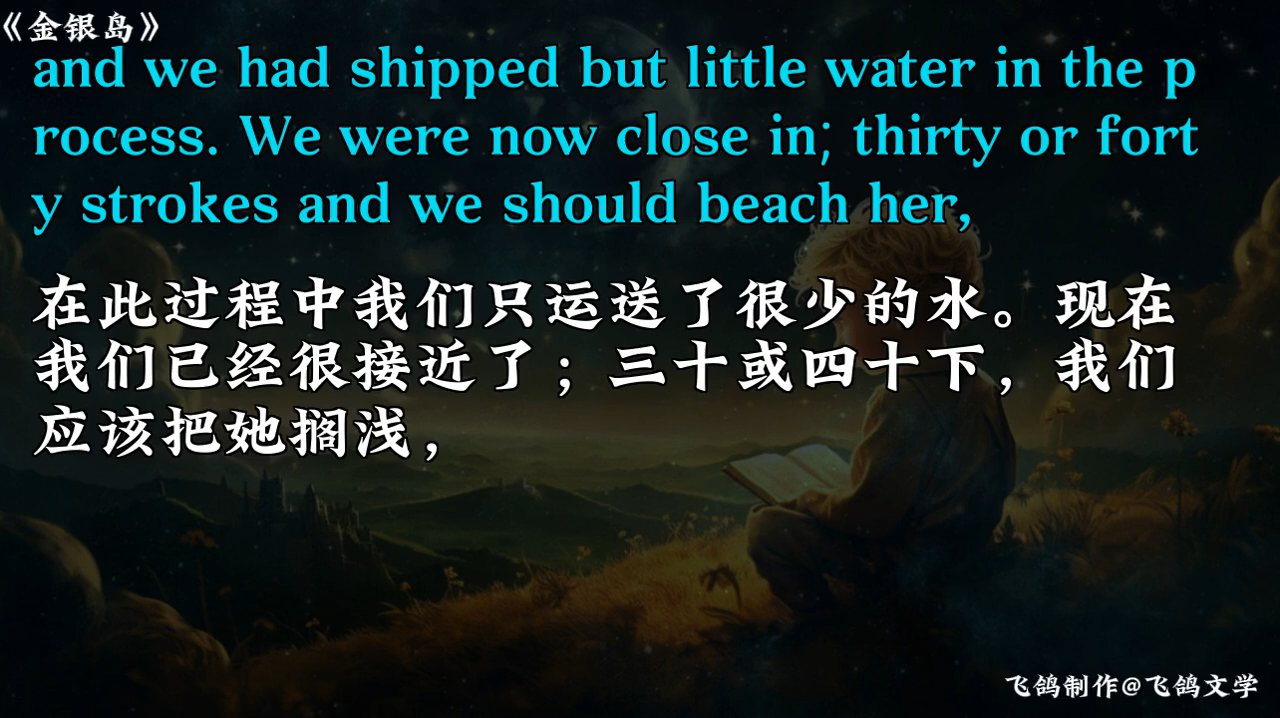 《金银岛》
and we had shipped but little water in the p
rocess. We were now close in; thirty or fort
y strokes and we should beach her,
在此过程中我们只运送了很少的水。现在
我们已经很接近了；三十或四十下，我们
应该把她搁浅，
飞鸽制作@飞鸽文学